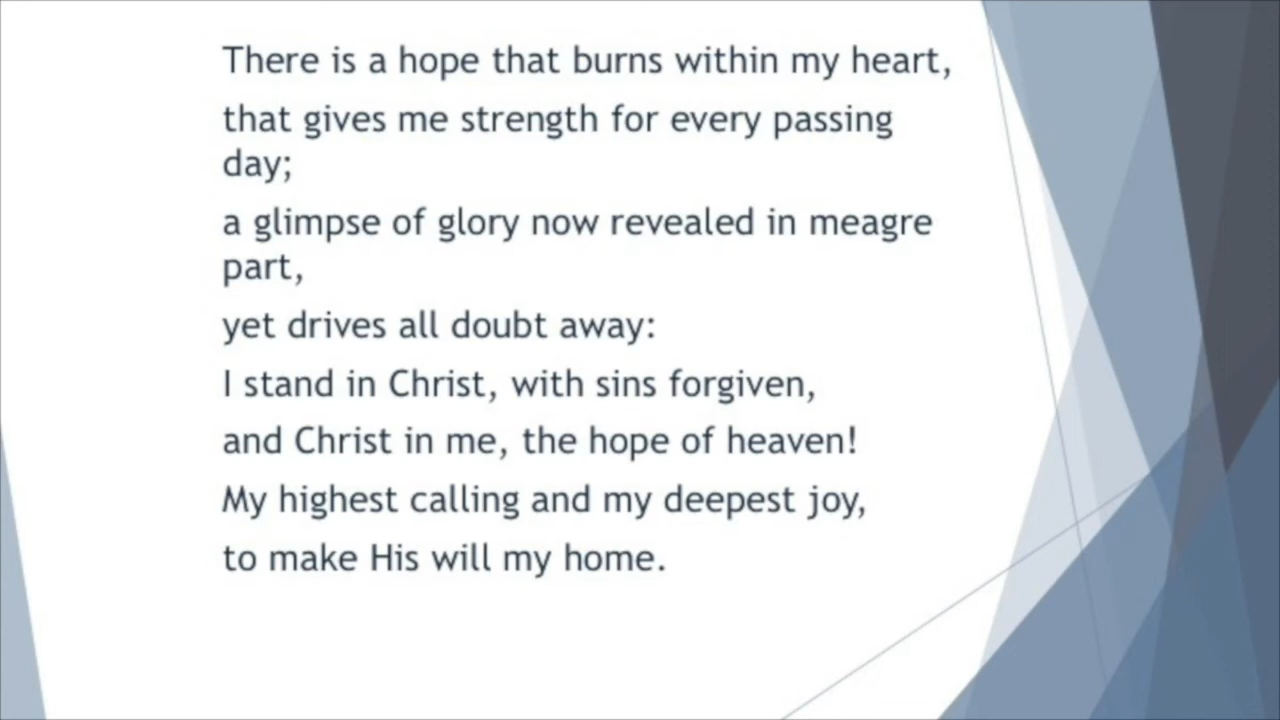 There is a hope that burns within my heart,
that gives me strength for every passing
day;
a glimpse of glory now revealed in meagre
part,
yet drives all doubt away:
I stand in Christ, with sins forgiven,
and Christ in me, the hope of heaven!
My highest calling and my deepest joy,
to make His will my home.